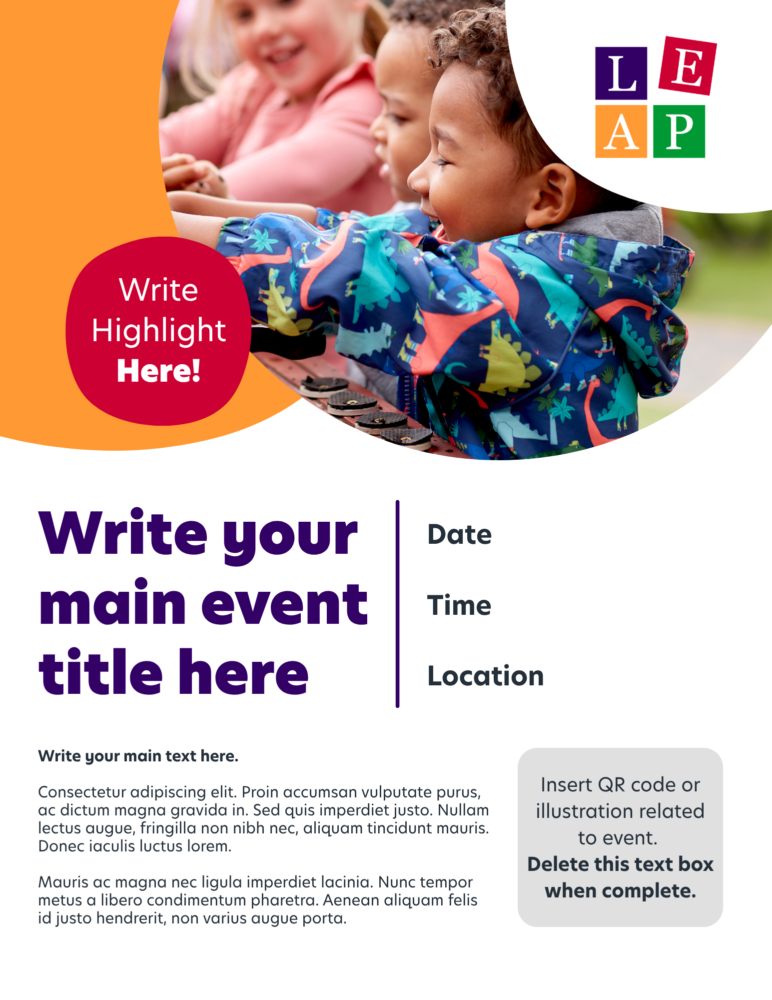 L E
A P
Write
Highlight
Here!
Write your
main event
title here
Date
Time
Location
Write your main text here.
Consectetur adipiscing elit. Proin accumsan vulputate purus,
ac dictum magna gravida in. Sed quis imperdiet justo. Nullam
lectus augue, fringilla non nibh nec, aliquam tincidunt mauris.
Donec iaculis luctus lorem.
Mauris ac magna nec ligula imperdiet lacinia. Nunc tempor
metus a libero condimentum pharetra. Aenean aliquam felis
id justo hendrerit, non varius augue porta.
Insert QR code or
illustration related
to event.
Delete this text box
when complete.